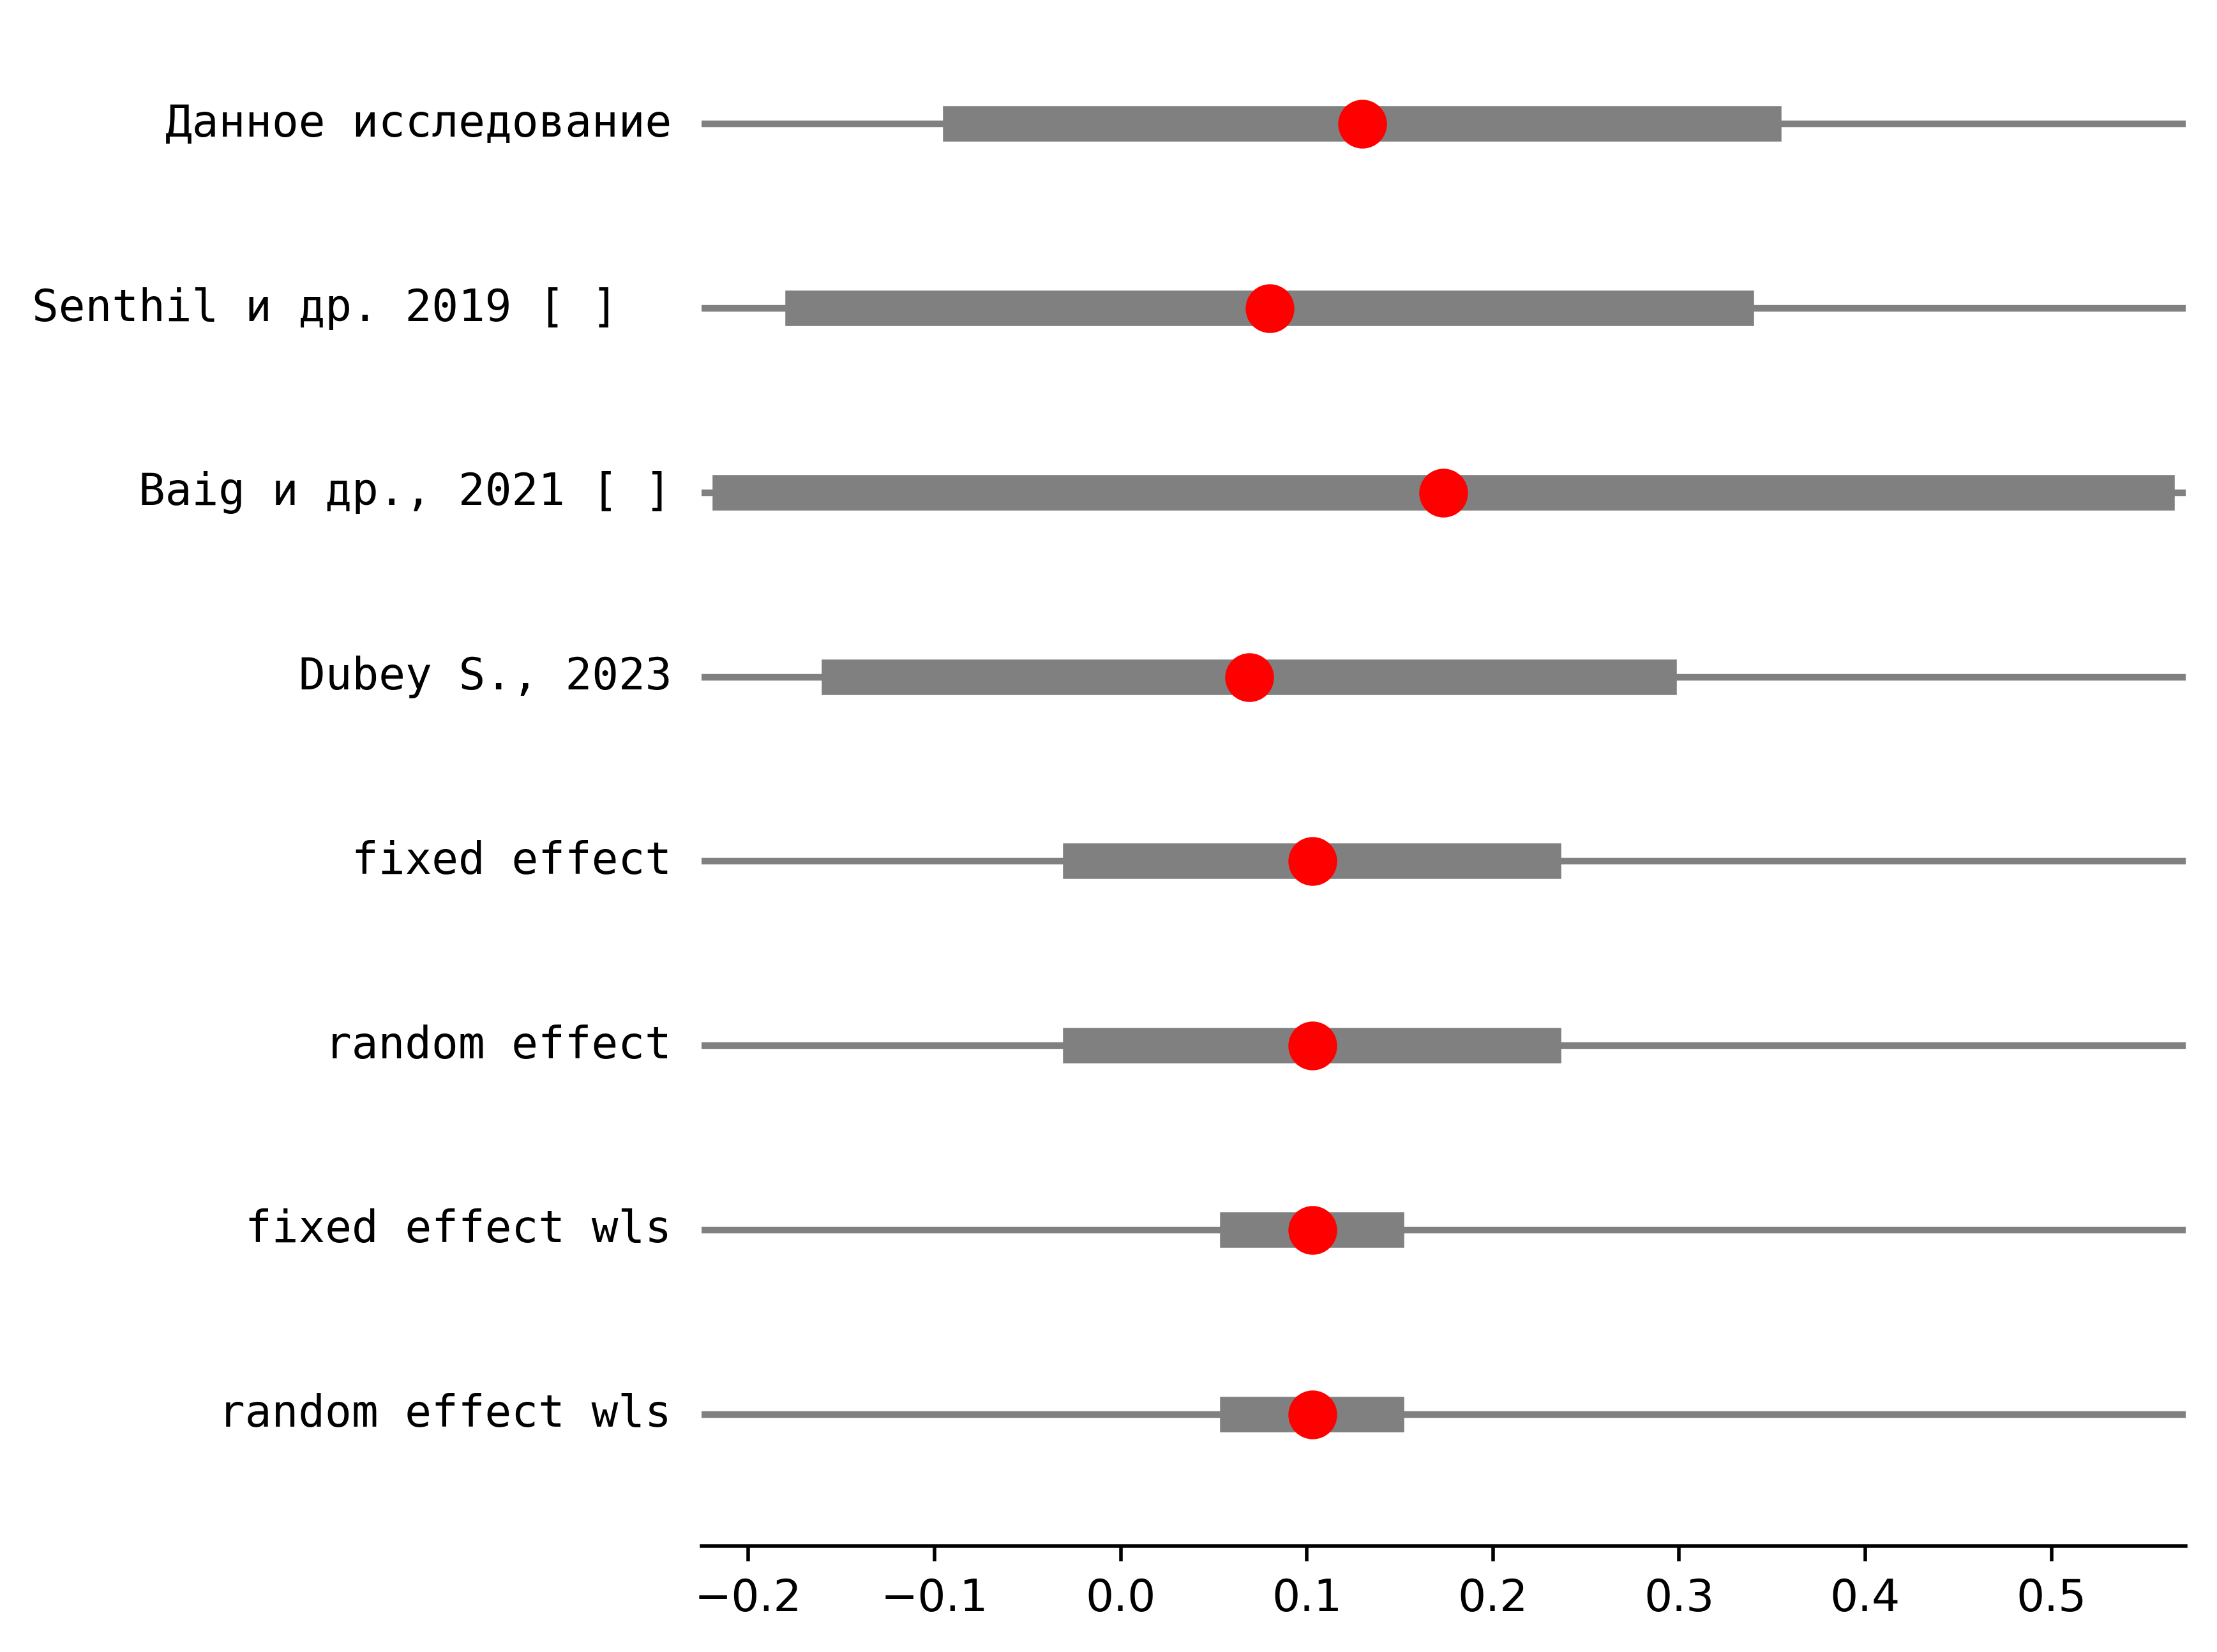 Данное исследование
Senthil и др. 2019 [ ]
Baig и др., 2021 [ ]
Dubey S., 2023
fixed effect
random effect
fixed effect wls
random effect wls
−0.2 −0.1 0.0 0.1 0.2 0.3 0.4 0.5